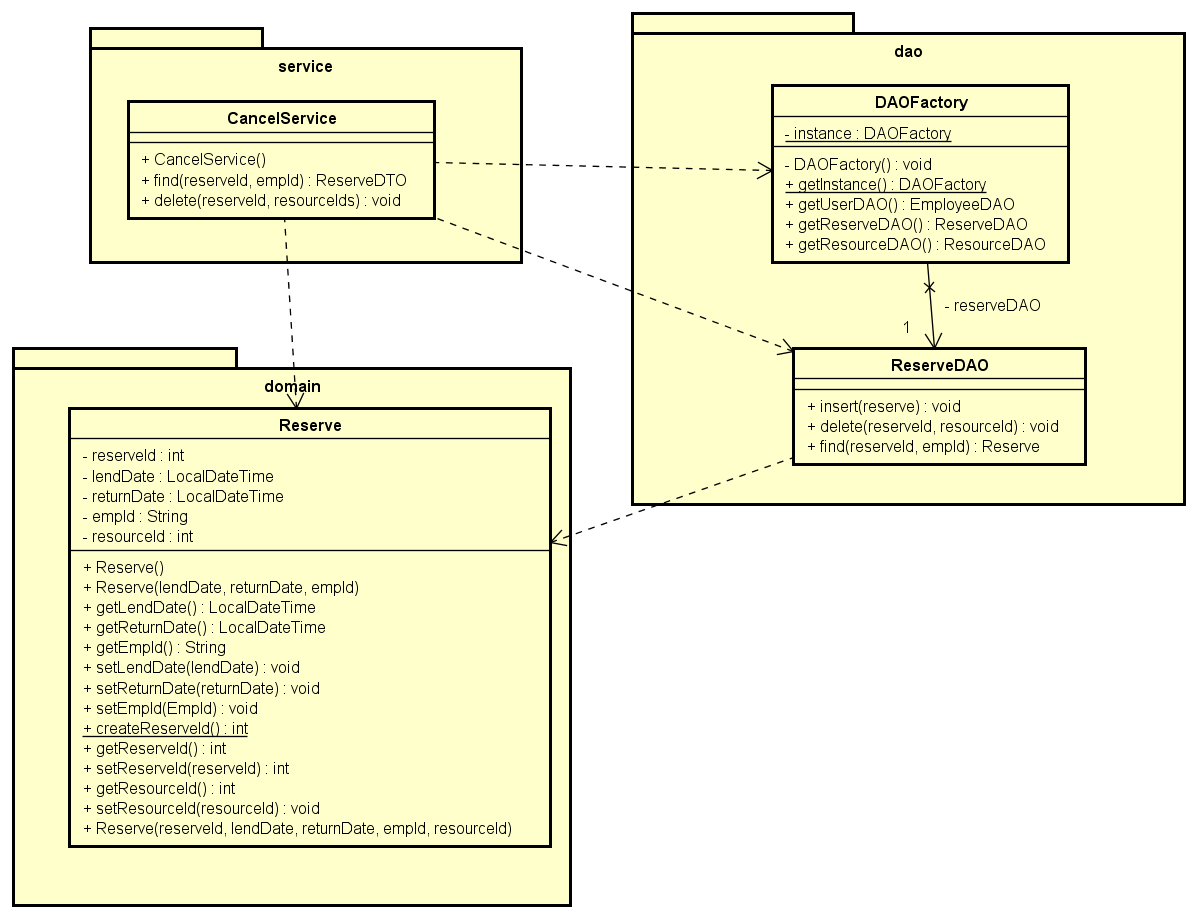 service
CancelService
+ CancelService()
+ find(reserveId, empId) : ReserveDTO
+ delete(reserveId, resourceIds) : void
dao
DAOFactory
- instance : DAOFactory
- DAOFactory() : void
+ getInstance() : DAOFactory
+ getUserDAO() : EmployeeDAO
+ getReserveDAO() : ReserveDAO
+ getResourceDAO() : ResourceDAO
- reserveDAO
1
ReserveDAO
+ insert(reserve) : void
+ delete(reserveId, resourceId) : void
+ find(reserveId, empId) : Reserve
domain
Reserve
- reserveId : int
- lendDate : LocalDateTime
- returnDate : LocalDateTime
- empId : String
- resourceId : int
+ Reserve()
+ Reserve(lendDate, returnDate, empId)
+ getLendDate() : LocalDateTime
+ getReturnDate() : LocalDateTime
+ getEmpId() : String
+ setLendDate(lendDate) : void
+ setReturnDate(returnDate) : void
+ setEmpId(EmpId) : void
+ createReserveId() : int
+ getReserveId() : int
+ setReserveId(reserveId) : int
+ getResourceId() : int
+ setResourceId(resourceId) : void
+ Reserve(reserveId, lendDate, returnDate, empId, resourceId)